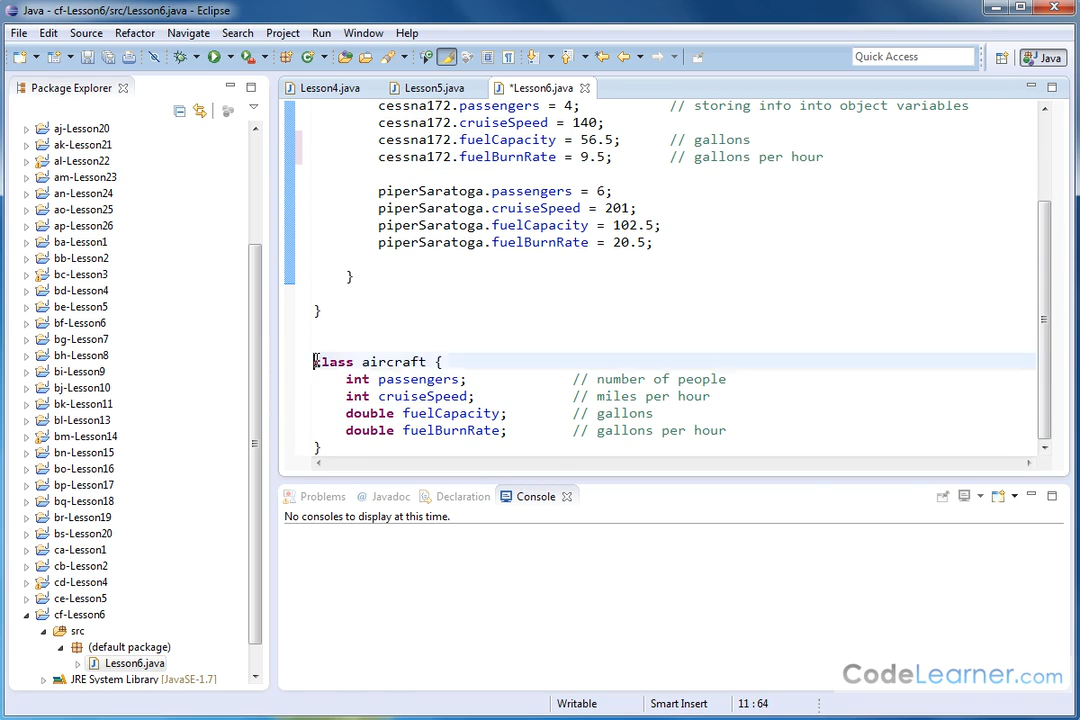 Java - cf-Lesson6/src/Lesson6.java - Eclipse
File Edit Source Refactor Navigate Search Project Run Window Help
Quick Access
Java
Package Explorer
aj-Lesson20
ak-Lesson21
al-Lesson22
am-Lesson23
an-Lesson24
ao-Lesson25
ap-Lesson26
ba-Lesson1
bb-Lesson2
bc-Lesson3
bd-Lesson4
be-Lesson5
bf-Lesson6
bg-Lesson7
bh-Lesson8
bi-Lesson9
bj-Lesson10
bk-Lesson11
bl-Lesson13
bm-Lesson14
bn-Lesson15
bo-Lesson16
bp-Lesson17
bq-Lesson18
br-Lesson19
bs-Lesson20
ca-Lesson1
cb-Lesson2
cd-Lesson4
ce-Lesson5
cf-Lesson6
src
(default package)
Lesson6.java
JRE System Library [JavaSE-1.7]
Lesson4.java Lesson5.java *Lesson6.java
cessna172.passengers = 4; // storing info into object variables
cessna172.cruiseSpeed = 140;
cessna172.fuelCapacity = 56.5; // gallons
cessna172.fuelBurnRate = 9.5; // gallons per hour
piperSaratoga.passengers = 6;
piperSaratoga.cruiseSpeed = 201;
piperSaratoga.fuelCapacity = 102.5;
piperSaratoga.fuelBurnRate = 20.5;
}
}
class aircraft {
int passengers; // number of people
int cruiseSpeed; // miles per hour
double fuelCapacity; // gallons
double fuelBurnRate; // gallons per hour
}
Problems @ Javadoc Declaration Console
No consoles to display at this time.
CodeLearner.com
Writable Smart Insert 11 : 64